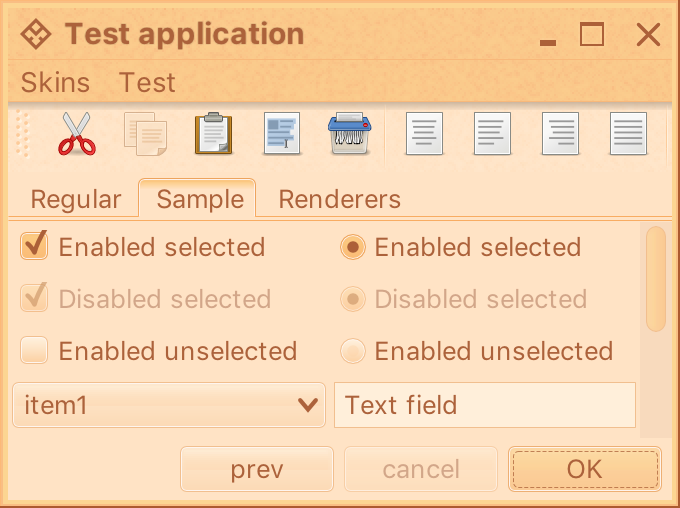 Test application
Skins Test
Regular Sample Renderers
Enabled selected Enabled selected
Disabled selected Disabled selected
Enabled unselected Enabled unselected
item1 Text field
prev cancel OK